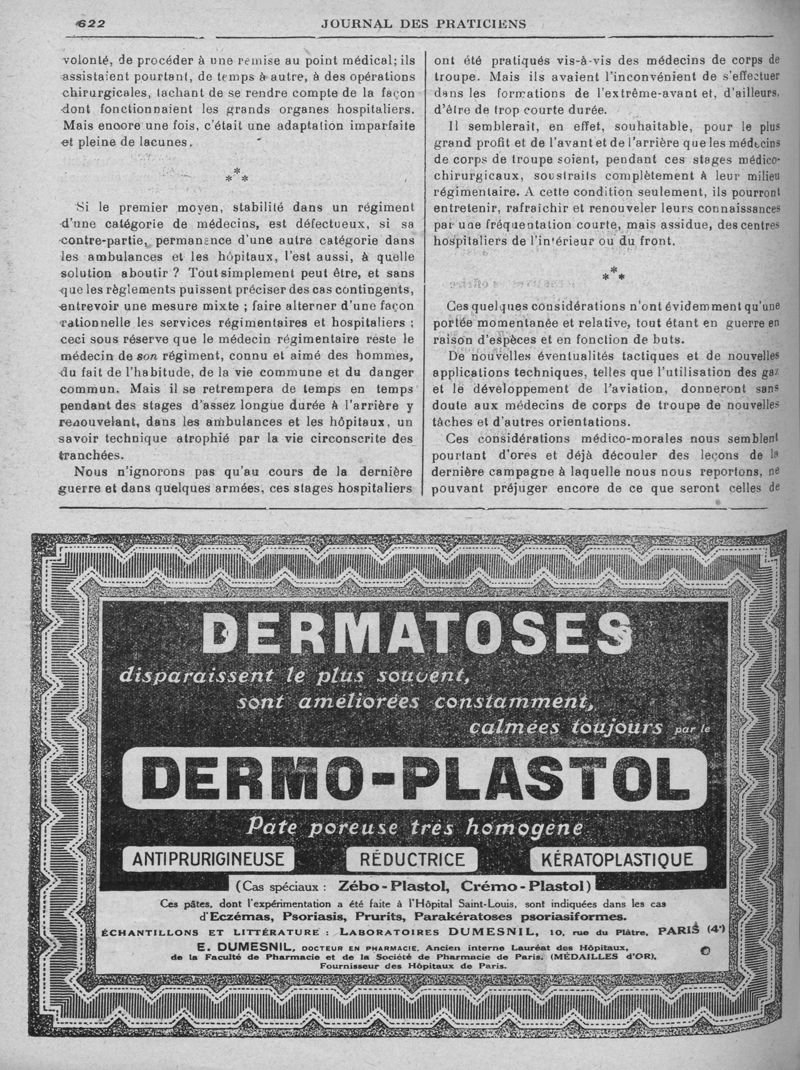 622
JOURNAL DES PRATICIENS
volonté, de procéder à une remise au point médical; ils
assistaient pourtant, de temps à autre, à des opérations
chirurgicales, tachant de se rendre compte de la façon
dont fonctionnaient les grands organes hospitaliers.
Mais encore une fois, c'était une adaptation imparfaite
et pleine de lacunes.
* * *
Si le premier moyen, stabilité dans un régiment
d'une catégorie de médecins, est défectueux, si sa
contre-partie, permanence d'une autre catégorie dans
les ambulances et les hôpitaux, l'est aussi, à quelle
solution aboutir ? Tout simplement peut être, et sans
que les règlements puissent préciser des cas contingents,
entrevoir une mesure mixte ; faire alterner d'une façon
rationnelle les services régimentaires et hospitaliers ;
ceci sous réserve que le médecin régimentaire reste le
médecin de son régiment, connu et aimé des hommes,
du fait de l'habitude, de la vie commune et du danger
commun. Mais il se retrempera de temps en temps
pendant des stages d'assez longue durée à l'arrière y
renouvelant, dans les ambulances et les hôpitaux, un
savoir technique atrophié par la vie circonscrite des
tranchées.
Nous n'ignorons pas qu'au cours de la dernière
guerre et dans quelques armées, ces stages hospitaliers
ont été pratiqués vis-à-vis des médecins de corps de
troupe. Mais ils avaient l'inconvénient de s'effectuer
dans les formations de l'extrême-avant et, d'ailleurs,
d'être de trop courte durée.
Il semblerait, en effet, souhaitable, pour le plus
grand profit et de l'avant et de l'arrière que les médecins
de corps de troupe soient, pendant ces stages médico-
chirurgicaux, soustraits complètement à leur milieu
régimentaire. A cette condition seulement, ils pourront
entretenir, rafraichir et renouveler leurs connaissances
par une fréquentation courte, mais assidue, des centres
hospitaliers de l'intérieur ou du front.
* * *
Ces quelques considérations n'ont évidemment qu'une
portée momentanée et relative, tout étant en guerre en
raison d'espèces et en fonction de buts.
De nouvelles éventualités tactiques et de nouvelles
applications techniques, telles que l'utilisation des gaz
et le développement de l'aviation, donneront sans
doute aux médecins de corps de troupe de nouvelles
tâches et d'autres orientations.
Ces considérations médico-morales nous semblent
pourtant d'ores et déjà découler des leçons de la
dernière campagne à laquelle nous nous reportons, ne
pouvant préjuger encore de ce que seront celles de
DERMATOSES
disparaissent le plus souvent,
sont améliorées constamment,
calmées toujours par le
DERMO-PLASTOL
Pâte poreuse très homogène
ANTIPRURIGINEUSE RÉDUCTRICE KÉRATOPLASTIQUE
(Cas spéciaux : Zébo-Plastol, Crémo-Plastol)
Ces pâtes, dont l'expérimentation a été faite à l'Hôpital Saint-Louis, sont indiquées dans les cas
d'Eczémas, Psoriasis, Prurits, Parakératoses psoriasiformes.
ÉCHANTILLONS ET LITTÉRATURE : LABORATOIRES DUMESNIL, 10, rue du Plâtre, PARIS (4e)
E. DUMESNIL, DOCTEUR EN PHARMACIE, Ancien interne Lauréat des Hôpitaux,
de la Faculté de Pharmacie et de la Société de Pharmacie de Paris, (MÉDAILLES d'OR),
Fournisseur des Hôpitaux de Paris.